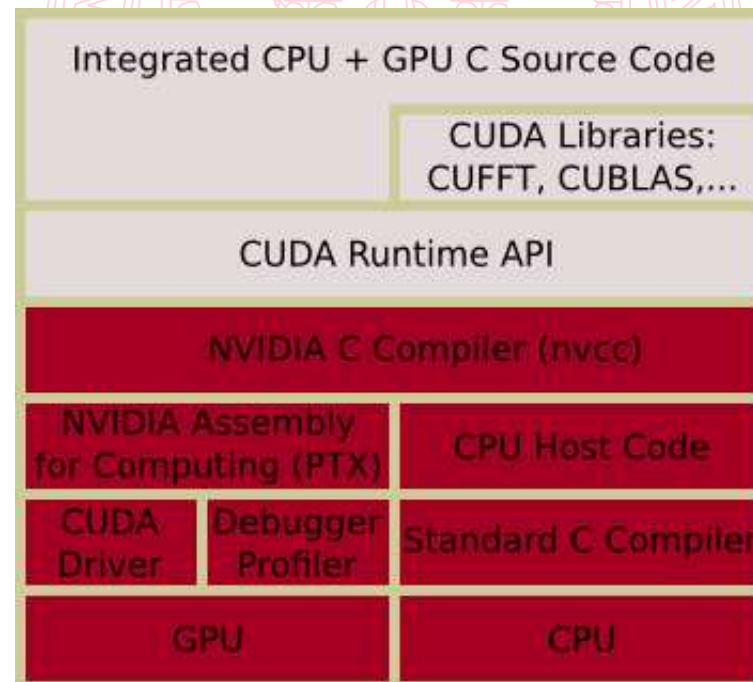 Integrated CPU + GPU C Source Code
CUDA Libraries:
CUFFT, CUBLAS,...
CUDA Runtime API
NVIDIA C Compiler (nvcc)
NVIDIA Assembly
for Computing (PTX)
CPU Host Code
CUDA
Driver
Debugger
Profiler
Standard C Compiler
GPU
CPU